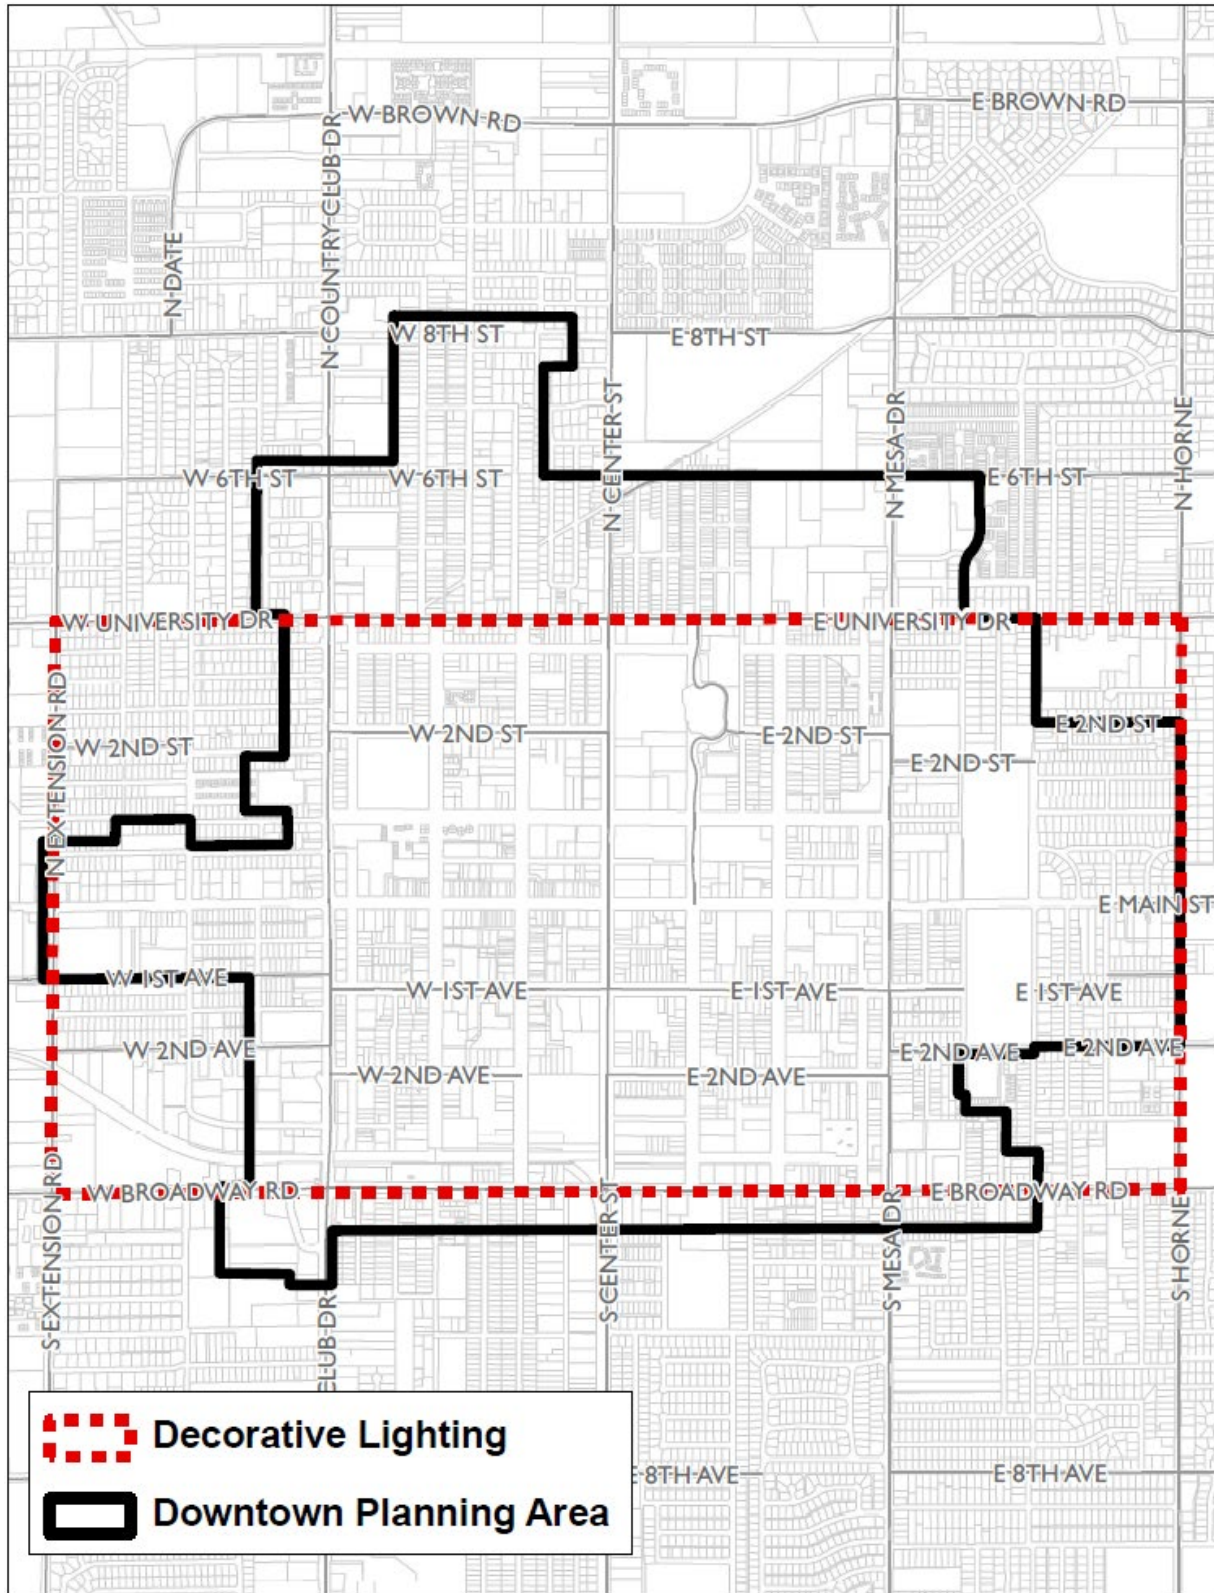 W BROWN RD
E BROWN RD
N COUNTRY CLUB DR
N DATE
W 8TH ST
E 8TH ST
N CENTER ST
N MESA DR
N HORNE
W 6TH ST
W 6TH ST
E 6TH ST
W UNIVERSITY DR
E UNIVERSITY DR
N EXTENSION RD
W 2ND ST
W 2ND ST
E 2ND ST
E 2ND ST
E 2ND ST
E MAIN ST
W 1ST AVE
W 1ST AVE
E 1ST AVE
E 1ST AVE
W 2ND AVE
W 2ND AVE
E 2ND AVE
E 2ND AVE
E 2ND AVE
W BROADWAY RD
E BROADWAY RD
S EXTENSION RD
S CENTER ST
S MESA DR
S HORNE
CLUB DR
E 8TH AVE
E 8TH AVE
Decorative Lighting
Downtown Planning Area